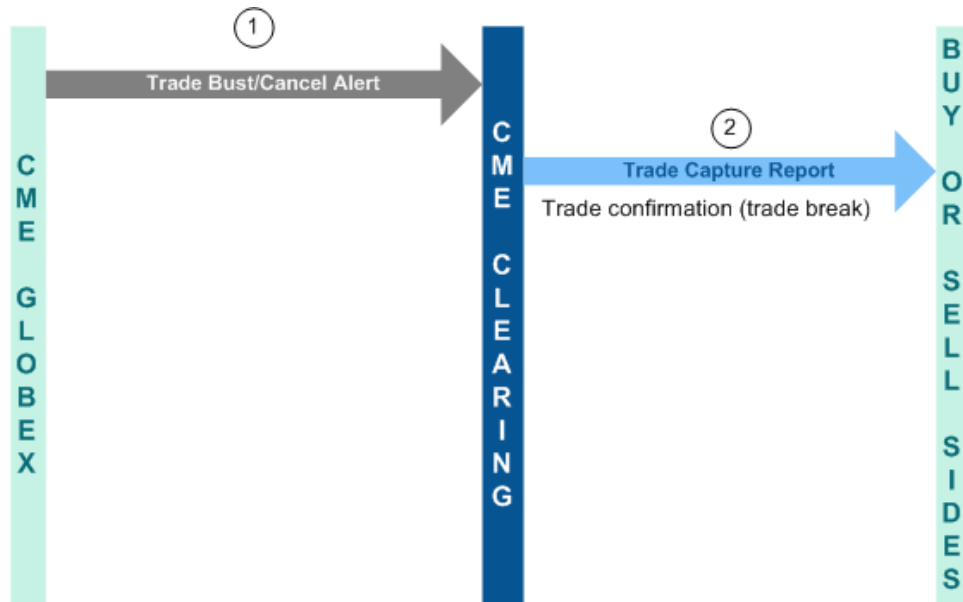 1
Trade Bust/Cancel Alert
CME GLOBEX
CME CLEARING
2
Trade Capture Report
Trade confirmation (trade break)
BUY OR SELL SIDES